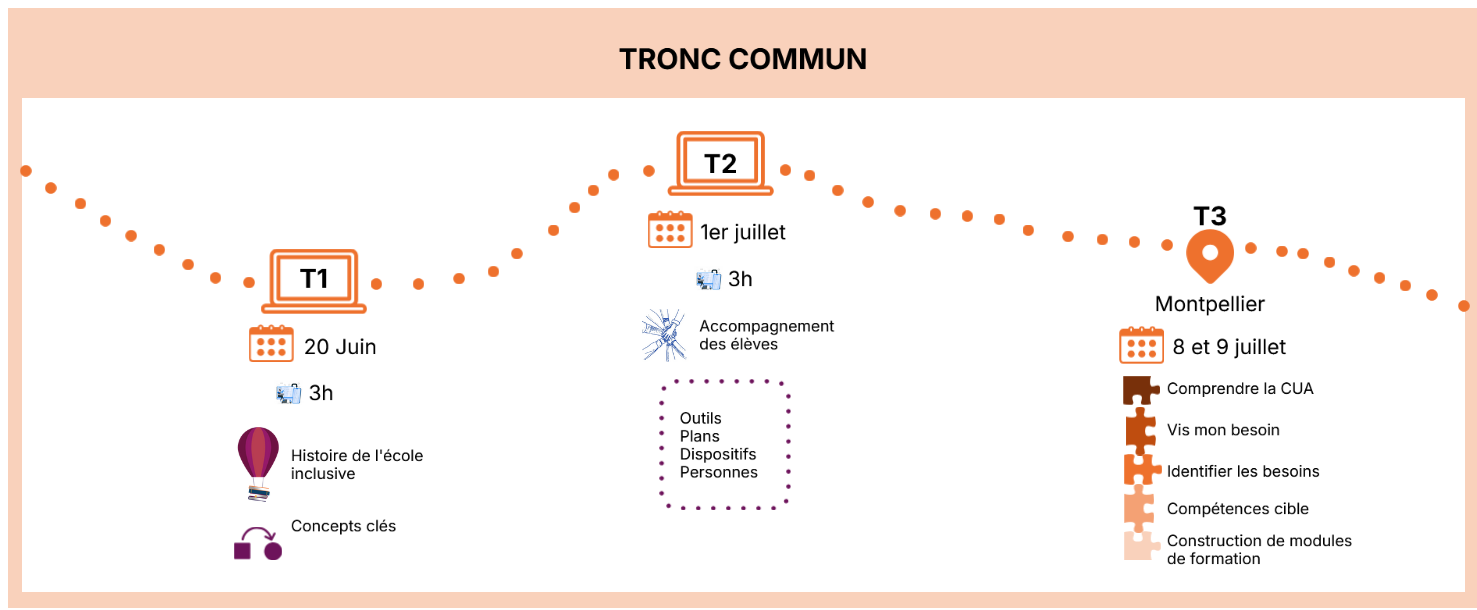 TRONC COMMUN
T1
20 Juin
3h
Histoire de l'école
inclusive
Concepts clés
T2
1er juillet
3h
Accompagnement
des élèves
Outils
Plans
Dispositifs
Personnes
T3
Montpellier
8 et 9 juillet
Comprendre la CUA
Vis mon besoin
Identifier les besoins
Compétences cible
Construction de modules
de formation